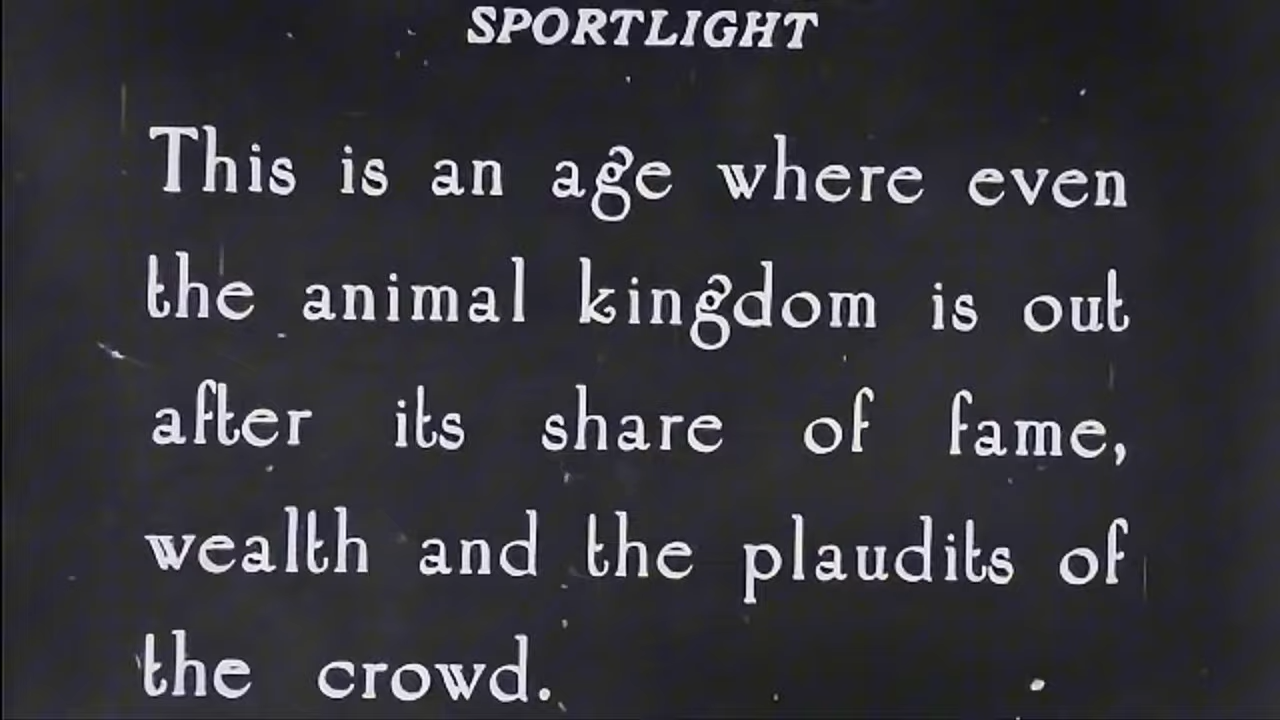 SPORTLIGHT
This is an age where even
the animal kingdom is out
after its share of fame,
wealth and the plaudits of
the crowd.